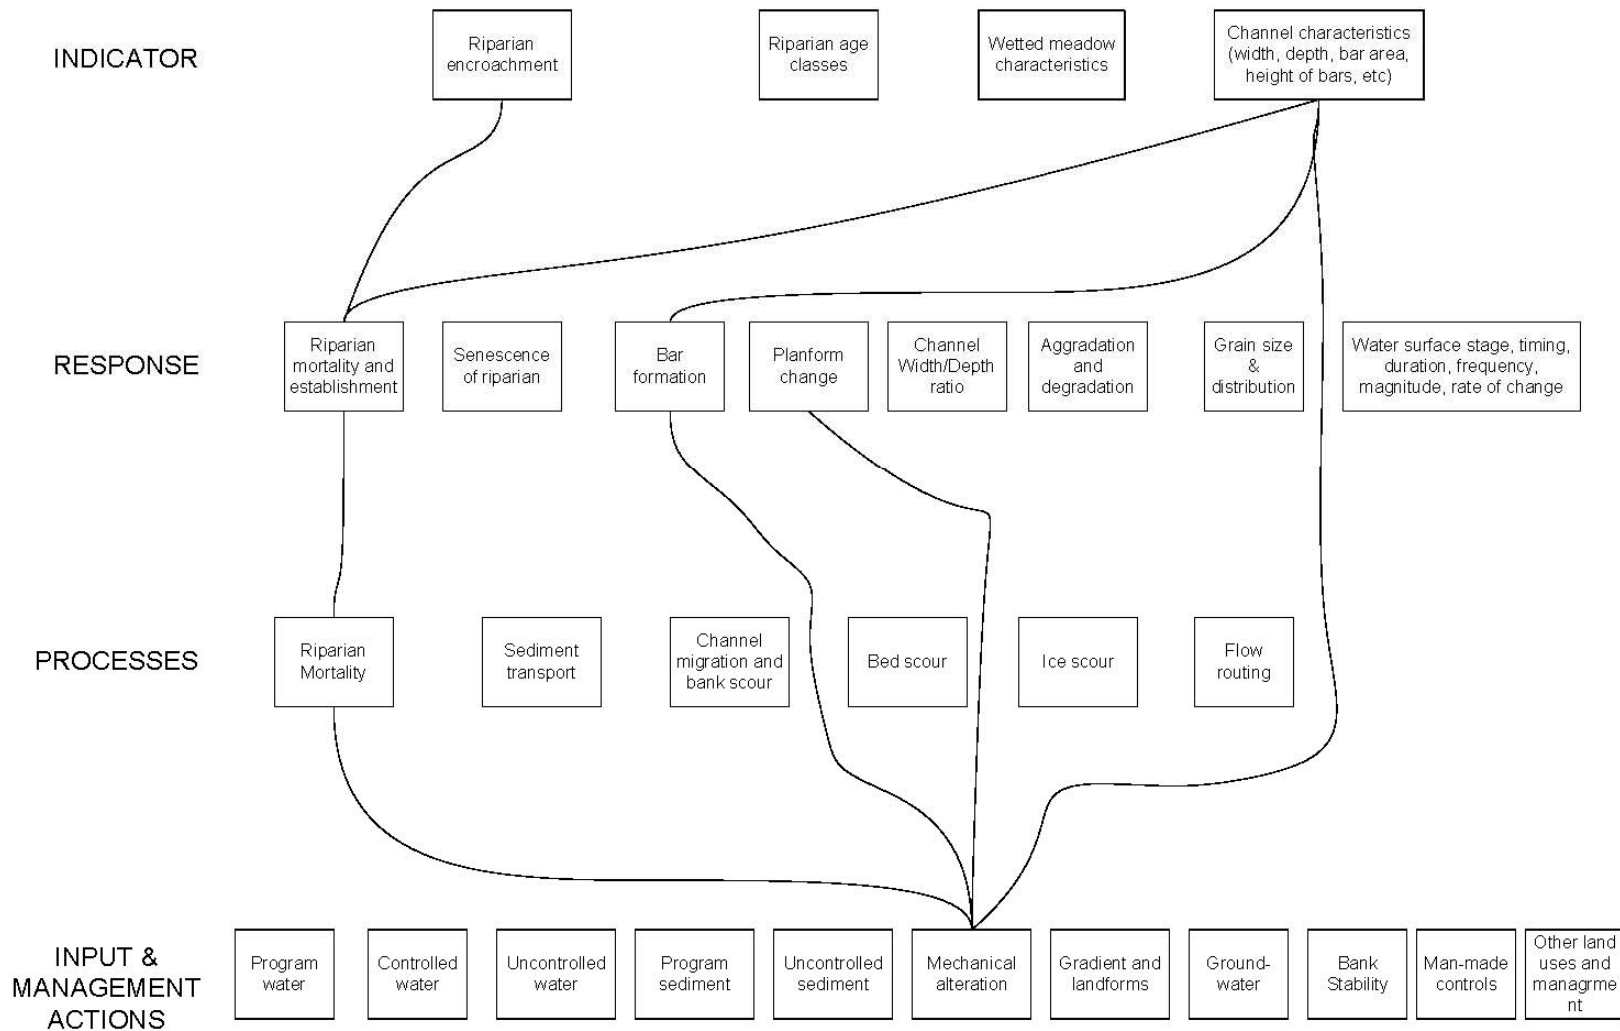 INDICATOR
Riparian
encroachment
Riparian age
classes
Wetted meadow
characteristics
Channel characteristics
(width, depth, bar area,
height of bars, etc)
RESPONSE
Riparian
mortality and
establishment
Senescence
of riparian
Bar
formation
Planform
change
Channel
Width/Depth
ratio
Aggradation
and
degradation
Grain size
&
distribution
Water surface stage, timing,
duration, frequency,
magnitude, rate of change
PROCESSES
Riparian
Mortality
Sediment
transport
Channel
migration and
bank scour
Bed scour
Ice scour
Flow
routing
INPUT &
MANAGEMENT
ACTIONS
Program
water
Controlled
water
Uncontrolled
water
Program
sediment
Uncontrolled
sediment
Mechanical
alteration
Gradient and
landforms
Ground-
water
Bank
Stability
Man-made
controls
Other land
uses and
managrme
nt